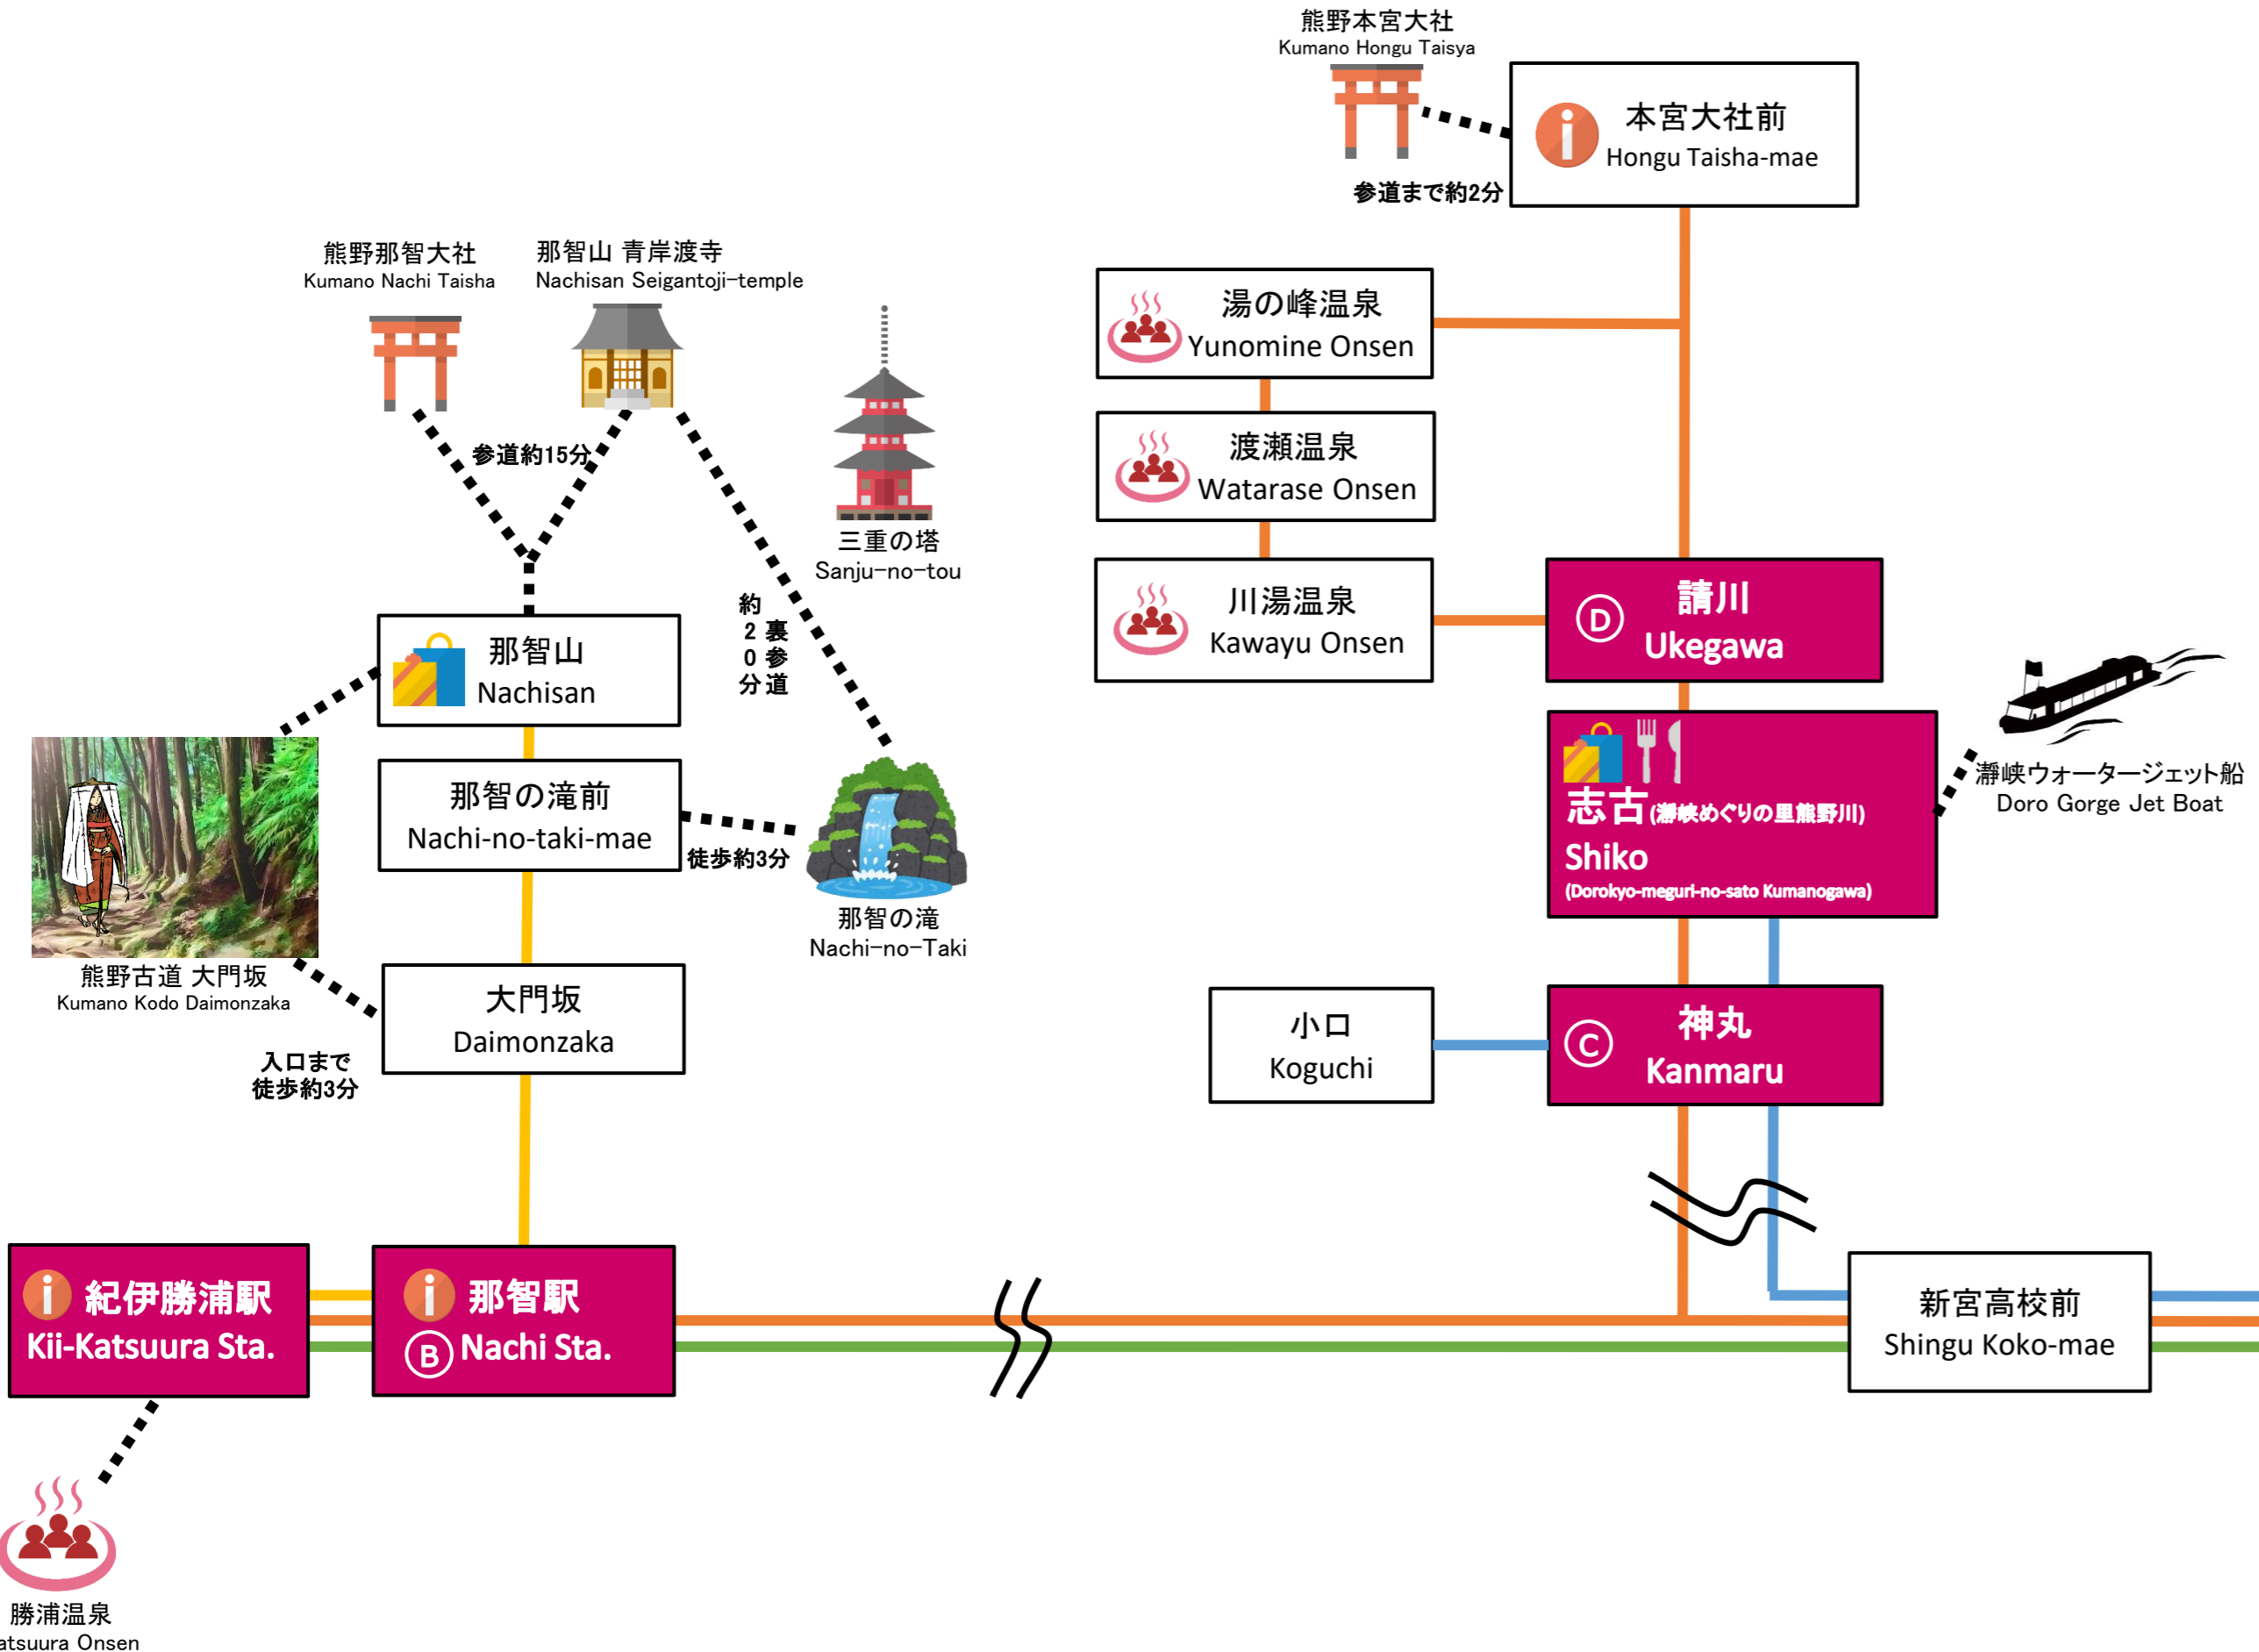 熊野本宮大社
Kumano Hongu Taisya
本宮大社前
Hongu Taisha-mae
参道まで約2分
熊野那智大社
Kumano Nachi Taisha
那智山 青岸渡寺
Nachisan Seigantoji-temple
湯の峰温泉
Yunomine Onsen
参道約15分
渡瀬温泉
Watarase Onsen
三重の塔
Sanju-no-tou
川湯温泉
Kawayu Onsen
D
請川
Ukegawa
裏参道
約20分
那智山
Nachisan
志古(瀞峡めぐりの里熊野川)
Shiko
(Dorokyo-meguri-no-sato Kumanogawa)
瀞峡ウォータージェット船
Doro Gorge Jet Boat
那智の滝前
Nachi-no-taki-mae
徒歩約3分
那智の滝
Nachi-no-Taki
熊野古道 大門坂
Kumano Kodo Daimonzaka
大門坂
Daimonzaka
入口まで
徒歩約3分
小口
Koguchi
C
神丸
Kanmaru
紀伊勝浦駅
Kii-Katsuura Sta.
那智駅
B Nachi Sta.
新宮高校前
Shingu Koko-mae
勝浦温泉
atsuura Onsen